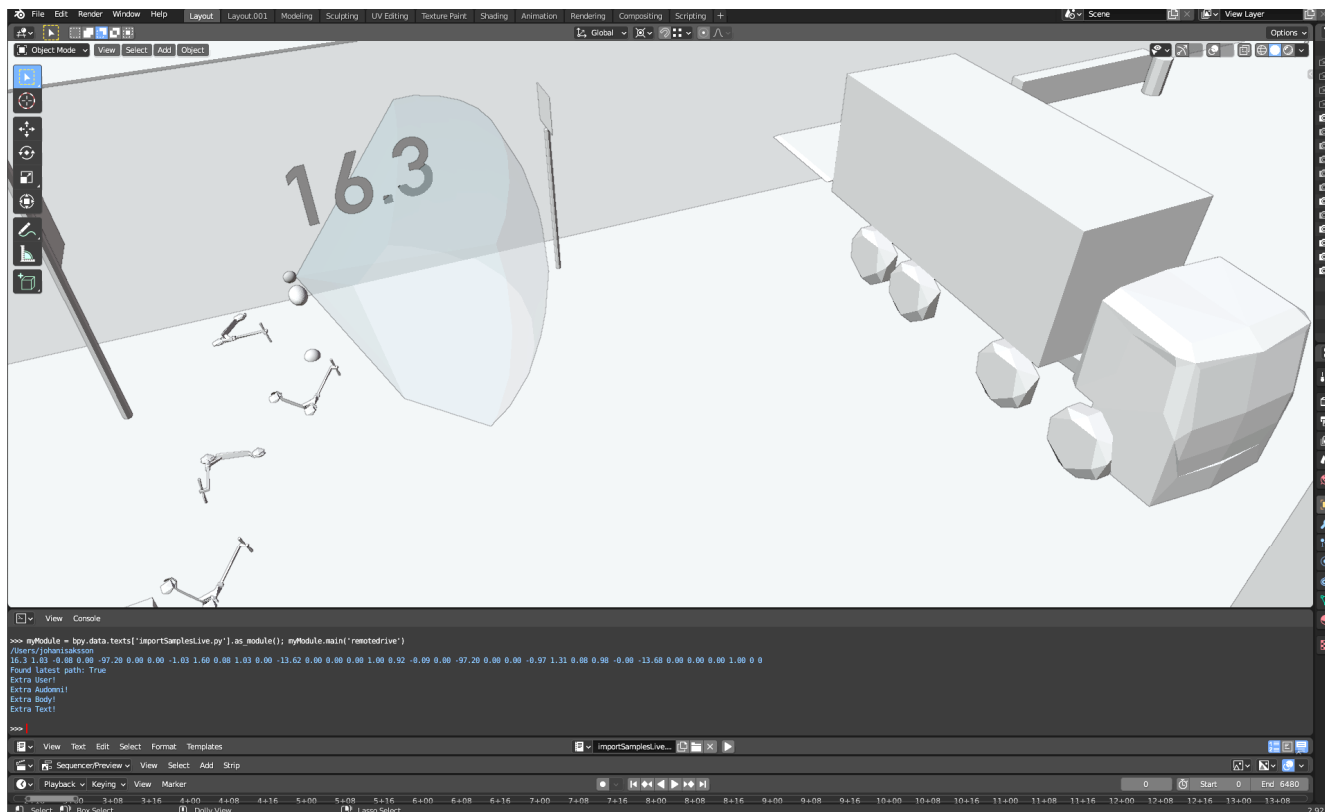 File Edit Render Window Help Layout Layout.001 Modeling Sculpting UV Editing Texture Paint Shading Animation Rendering Compositing Scripting + Scene View Layer
Global Options
Object Mode View Select Add Object
16.3
View Console
>>> myModule = bpy.data.texts['importSamplesLive.py'].as_module(); myModule.main('remotedrive')
/Users/johanisaksson
16.3 1.03 -0.08 0.00 -97.20 0.00 0.00 -1.03 1.60 0.08 1.03 0.00 -13.62 0.00 0.00 0.00 1.00 0.92 -0.09 0.00 -97.20 0.00 0.00 -0.97 1.31 0.08 0.98 -0.00 -13.68 0.00 0.00 0.00 1.00 0 0
Found latest path: True
Extra User!
Extra Audomni!
Extra Body!
Extra Text!
>>>
View Text Edit Select Format Templates importSamplesLive...
Sequencer/Preview View Select Add Strip
Playback Keying View Marker 0 Start 0 End 6480
3+08 3+16 4+00 4+08 4+16 5+00 5+08 5+16 6+00 6+08 6+16 7+00 7+08 7+16 8+00 8+08 8+16 9+00 9+08 9+16 10+00 10+08 10+16 11+00 11+08 11+16 12+00 12+08 12+16 13+00 13+08
Select Box Select Dolly View Lasso Select